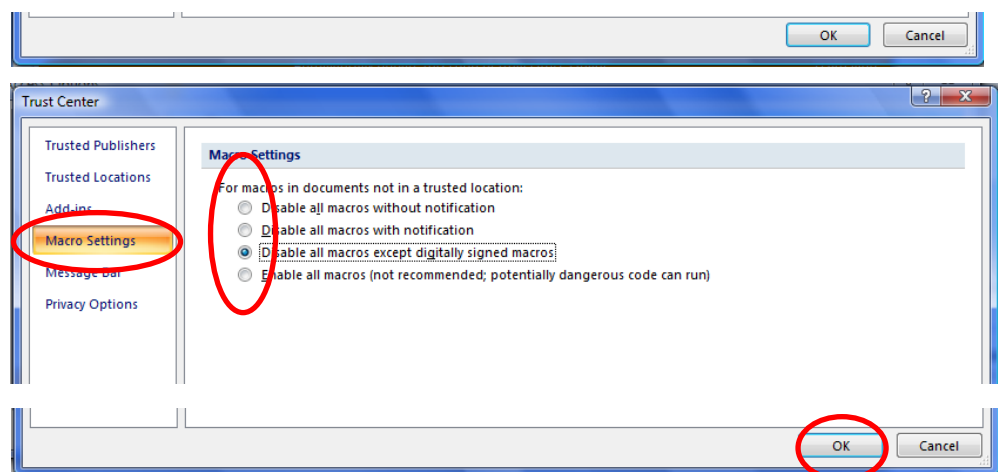 OK Cancel
Trust Center
Trusted Publishers
Trusted Locations
Add-ins
Macro Settings
Message Bar
Privacy Options
Macro Settings
For macros in documents not in a trusted location:
Disable all macros without notification
Disable all macros with notification
Disable all macros except digitally signed macros
Enable all macros (not recommended; potentially dangerous code can run)
OK Cancel